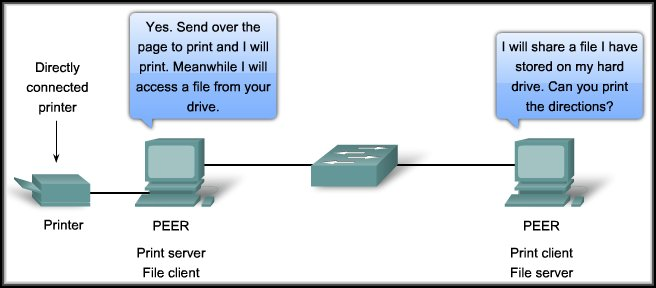 Yes. Send over the
page to print and I will
print. Meanwhile I will
access a file from your
drive.
I will share a file I have
stored on my hard
drive. Can you print
the directions?
Directly
connected
printer
Printer
PEER
Print server
File client
PEER
Print client
File server